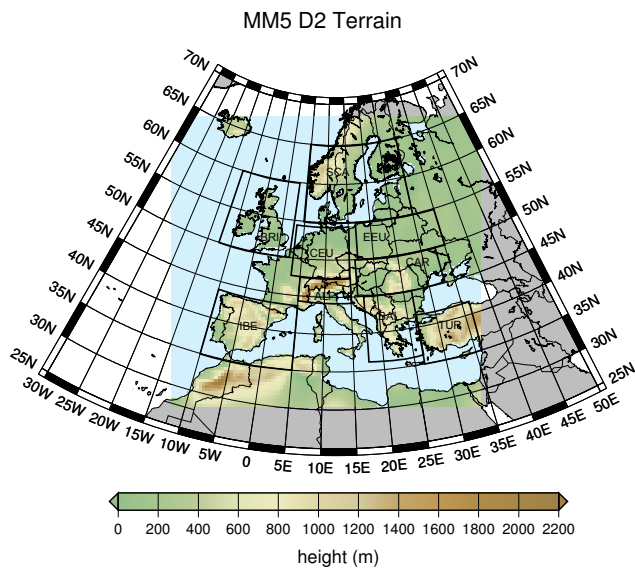 MM5 D2 Terrain
70N
70N
65N
65N
60N
60N
55N
55N
50N
50N
45N
45N
40N
40N
35N
35N
30N
30N
25N
25N
SCA
BRI
EEU
CEU
CAR
ALP
BAL
IBE
TUR
30W 25W 20W 15W 10W 5W 0 5E 10E 15E 20E 25E 30E 35E 40E 45E 50E
0 200 400 600 800 1000 1200 1400 1600 1800 2000 2200
height (m)